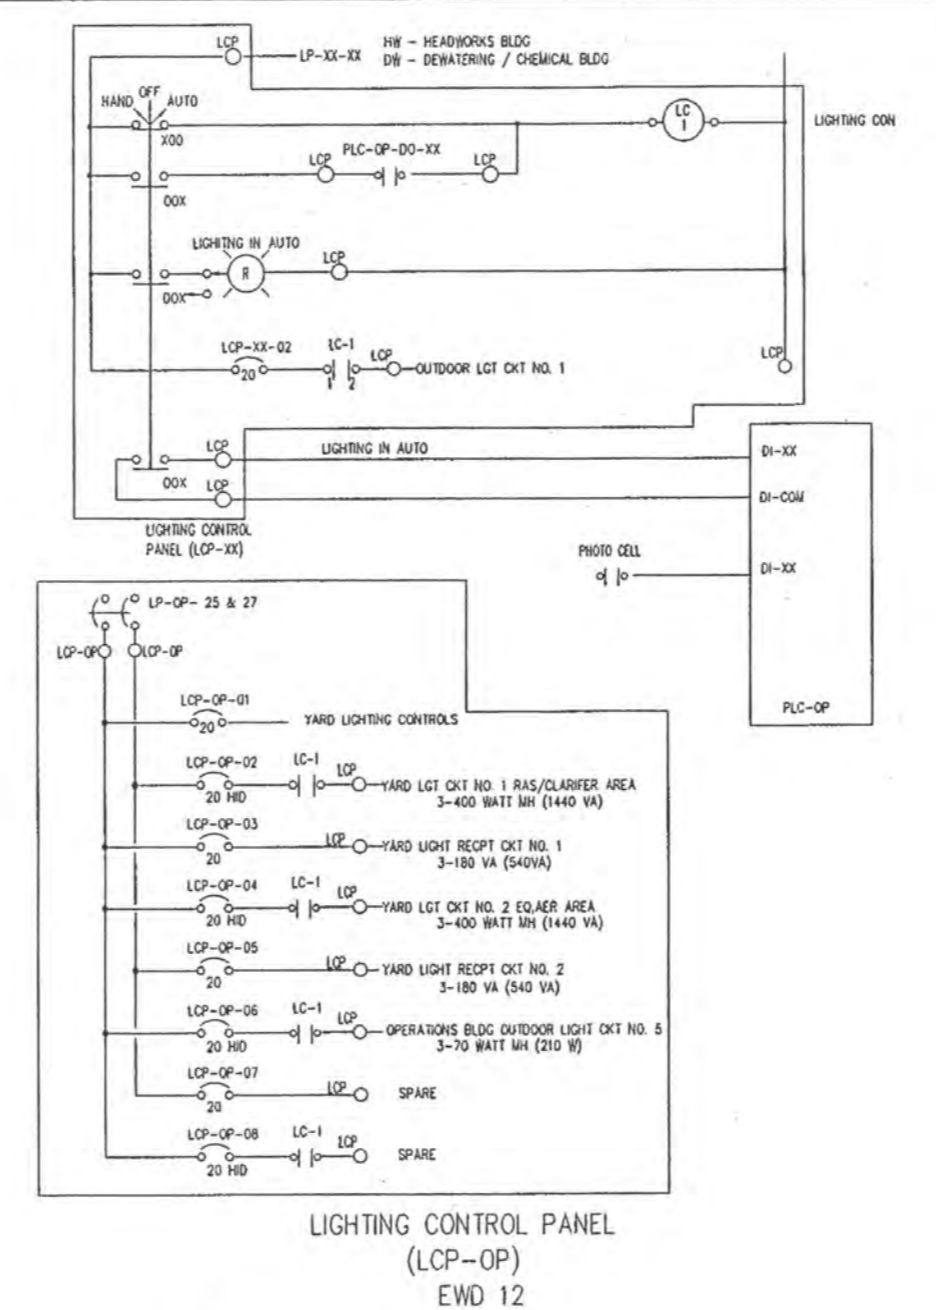 LCP
LP-XX-XX
HW - HEADWORKS BLDG
DW - DEWATERING / CHEMICAL BLDG
HAND OFF AUTO
XOO
LC
1
LIGHTING CON
PLC-OP-DO-XX
LCP
LCP
OOX
LIGHITNG IN AUTO
R
LCP
OOX
LCP-XX-02
20
LC-1
1 2
LCP
OUTDOOR LGT CKT NO. 1
LCP
LCP
LIGHTING IN AUTO
DI-XX
OOX
LCP
DI-COM
LIGHTING CONTROL
PANEL (LCP-XX)
PHOTO CELL
DI-XX
PLC-OP
LP-OP- 25 & 27
LCP-OP
LCP-OP
LCP-OP-01
20
YARD LIGHTING CONTROLS
LCP-OP-02
20 HID
LC-1
LCP
YARD LGT CKT NO. 1 RAS/CLARIFER AREA
3-400 WATT MH (1440 VA)
LCP-OP-03
20
LCP
YARD LIGHT RECPT CKT NO. 1
3-180 VA (540VA)
LCP-OP-04
20 HID
LC-1
LCP
YARD LGT CKT NO. 2 EQ,AER AREA
3-400 WATT MH (1440 VA)
LCP-OP-05
20
LCP
YARD LIGHT RECPT CKT NO. 2
3-180 VA (540 VA)
LCP-OP-06
20 HID
LC-1
LCP
OPERATIONS BLDG OUTDOOR LIGHT CKT NO. 5
3-70 WATT MH (210 W)
LCP-OP-07
20
LCP
SPARE
LCP-OP-08
20 HID
LC-1
LCP
SPARE
LIGHTING CONTROL PANEL
(LCP-OP)
EWD 12